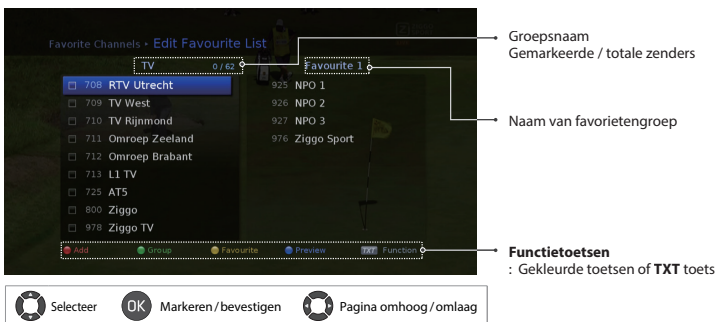 Favorite Channels ▸ Edit Favourite List
TV 0 / 62
Favourite 1
708 RTV Utrecht
709 TV West
710 TV Rijnmond
711 Omroep Zeeland
712 Omroep Brabant
713 L1 TV
725 AT5
800 Ziggo
978 Ziggo TV
925 NPO 1
926 NPO 2
927 NPO 3
976 Ziggo Sport
Add Group Favourite Preview TXT Function
Groepsnaam
Gemarkeerde / totale zenders
Naam van favorietengroep
Functietoetsen
: Gekleurde toetsen of TXT toets
Selecteer OK Markeren / bevestigen Pagina omhoog / omlaag